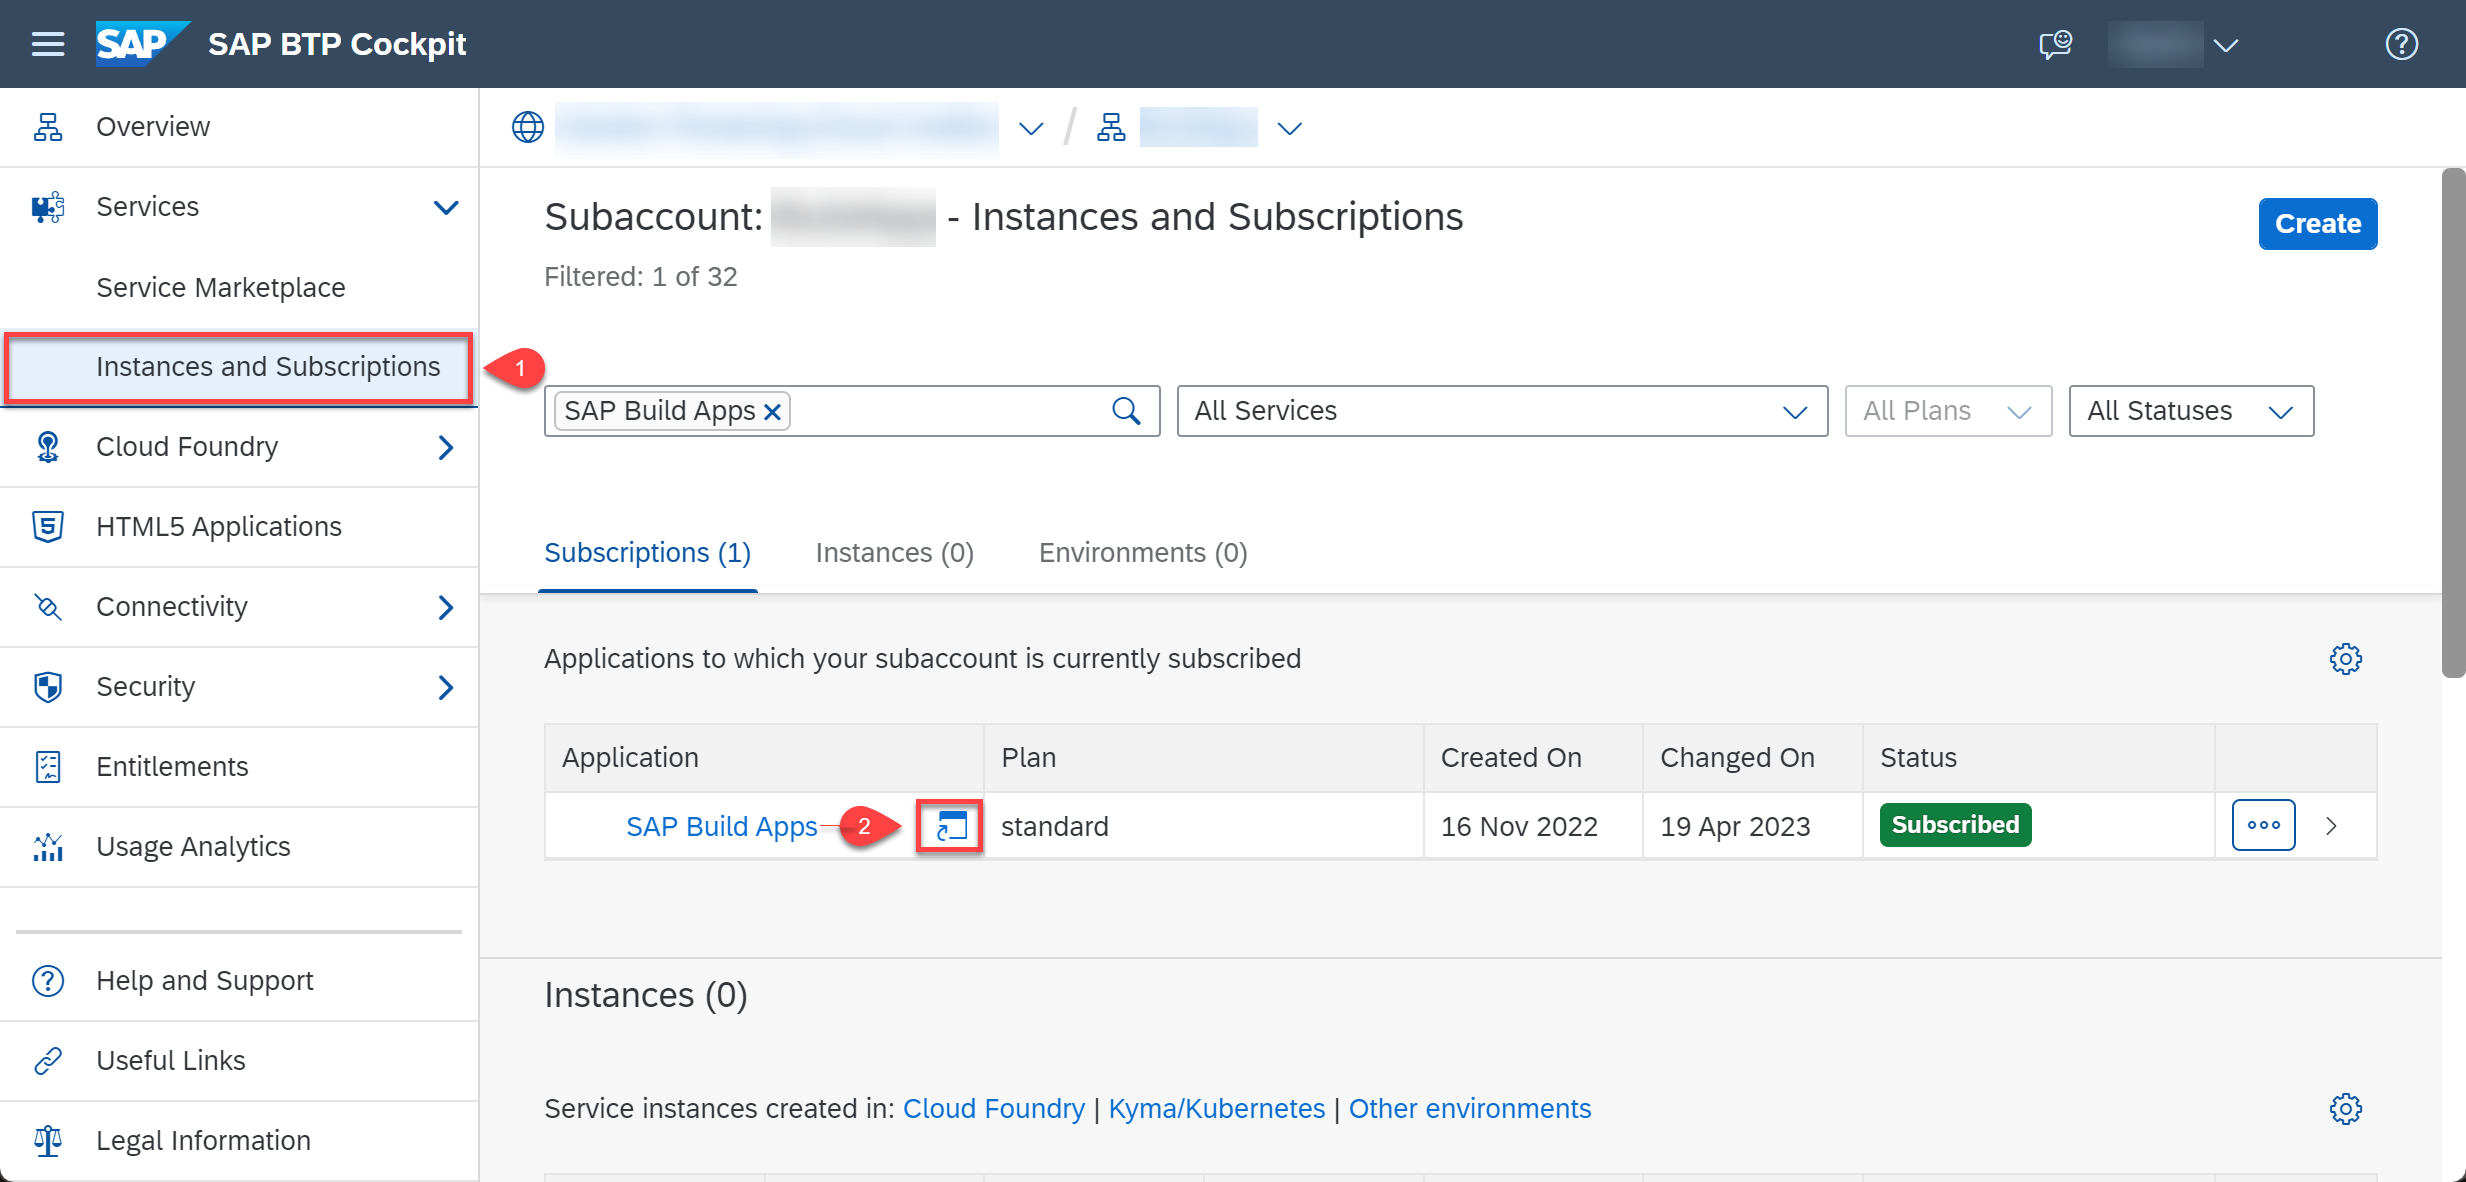 SAP SAP BTP Cockpit
Overview
Services
Service Marketplace
Instances and Subscriptions
1
Cloud Foundry
HTML5 Applications
Connectivity
Security
Entitlements
Usage Analytics
Help and Support
Useful Links
Legal Information
/
Subaccount: - Instances and Subscriptions
Create
Filtered: 1 of 32
SAP Build Apps
All Services
All Plans
All Statuses
Subscriptions (1)
Instances (0)
Environments (0)
Applications to which your subaccount is currently subscribed
Application Plan Created On Changed On Status
SAP Build Apps 2 standard 16 Nov 2022 19 Apr 2023 Subscribed
Instances (0)
Service instances created in: Cloud Foundry | Kyma/Kubernetes | Other environments